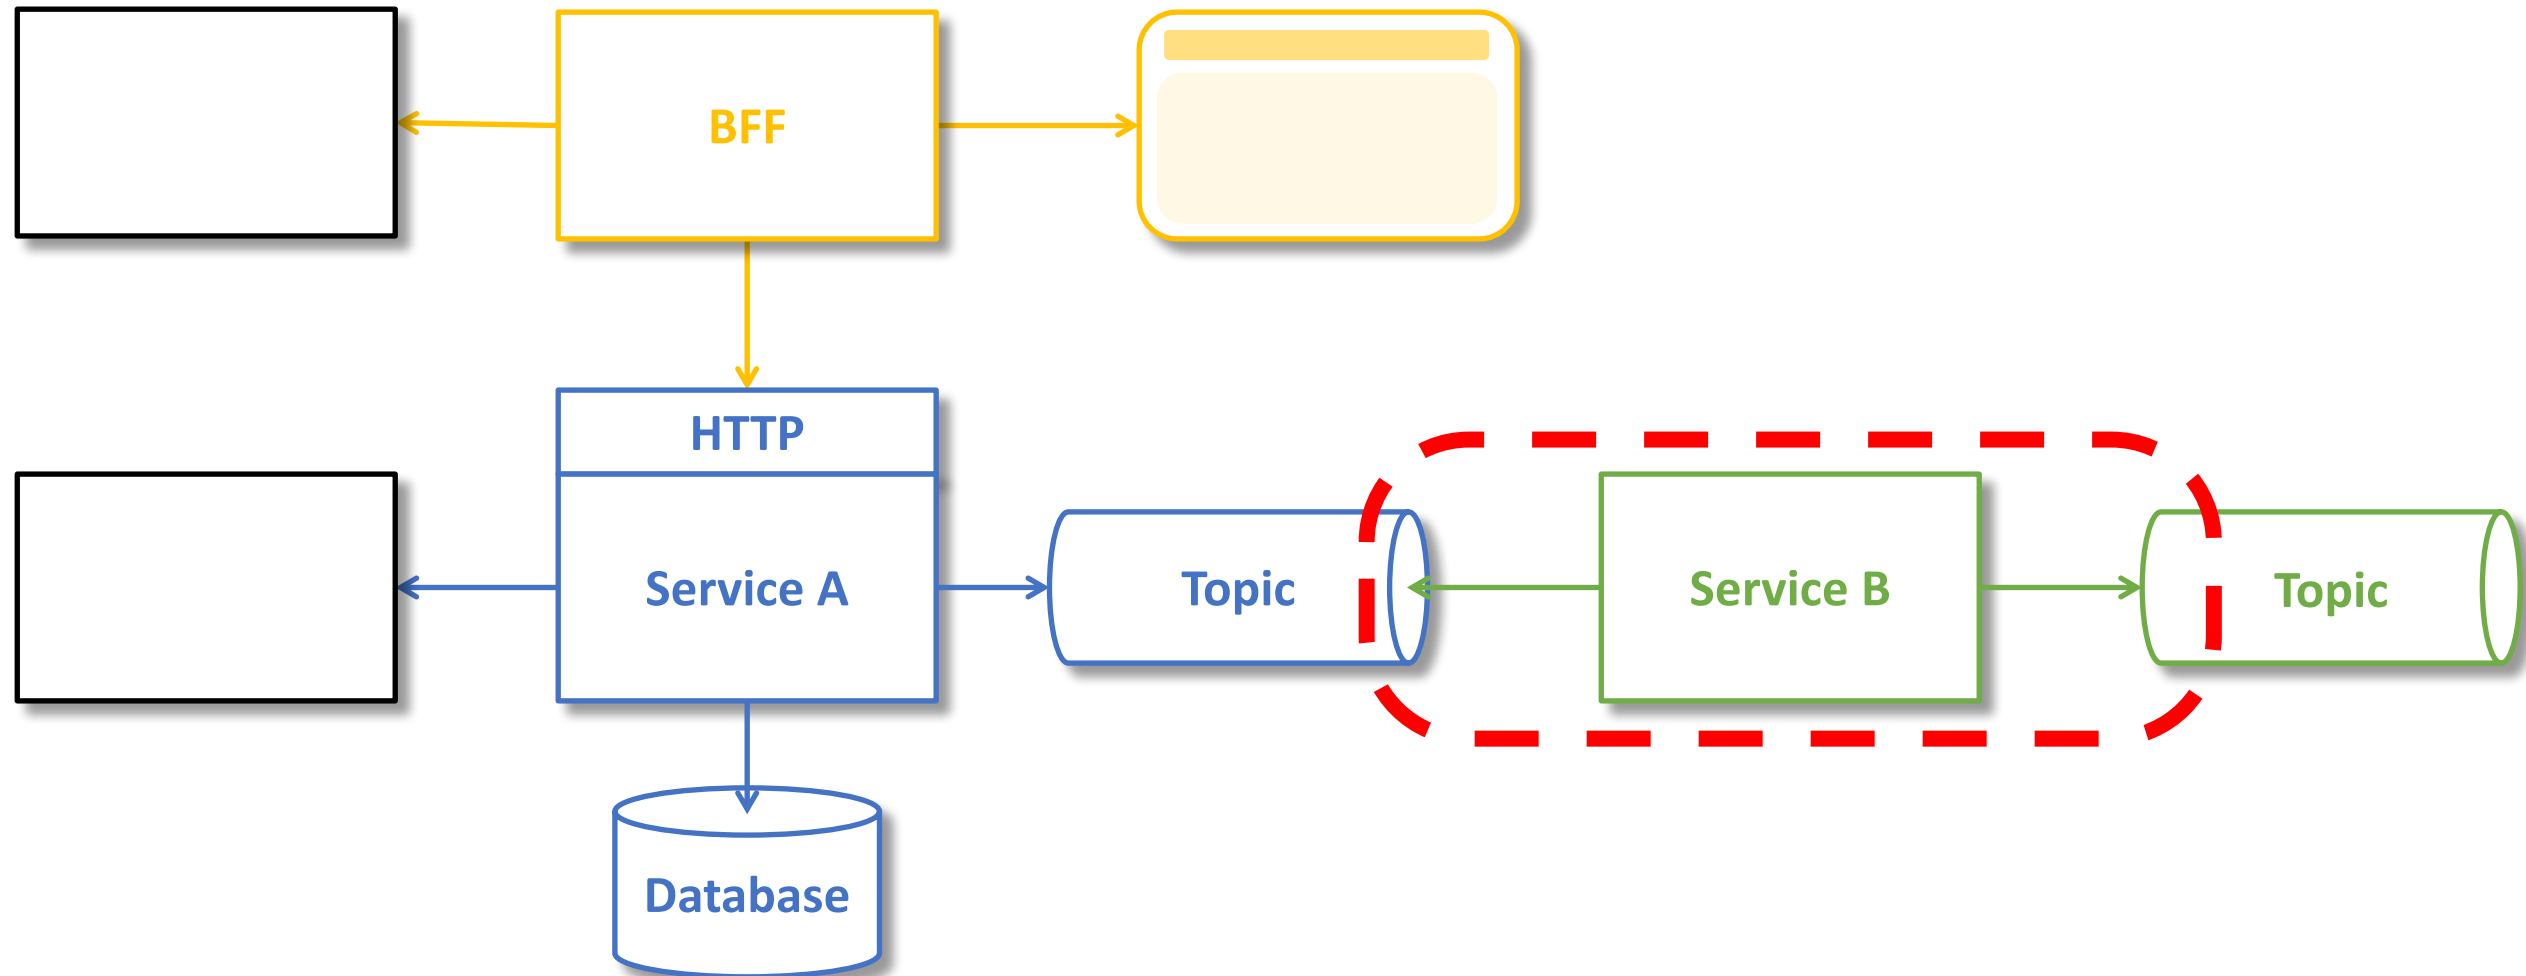 BFF
HTTP
Service A
Topic
Service B
Topic
Database